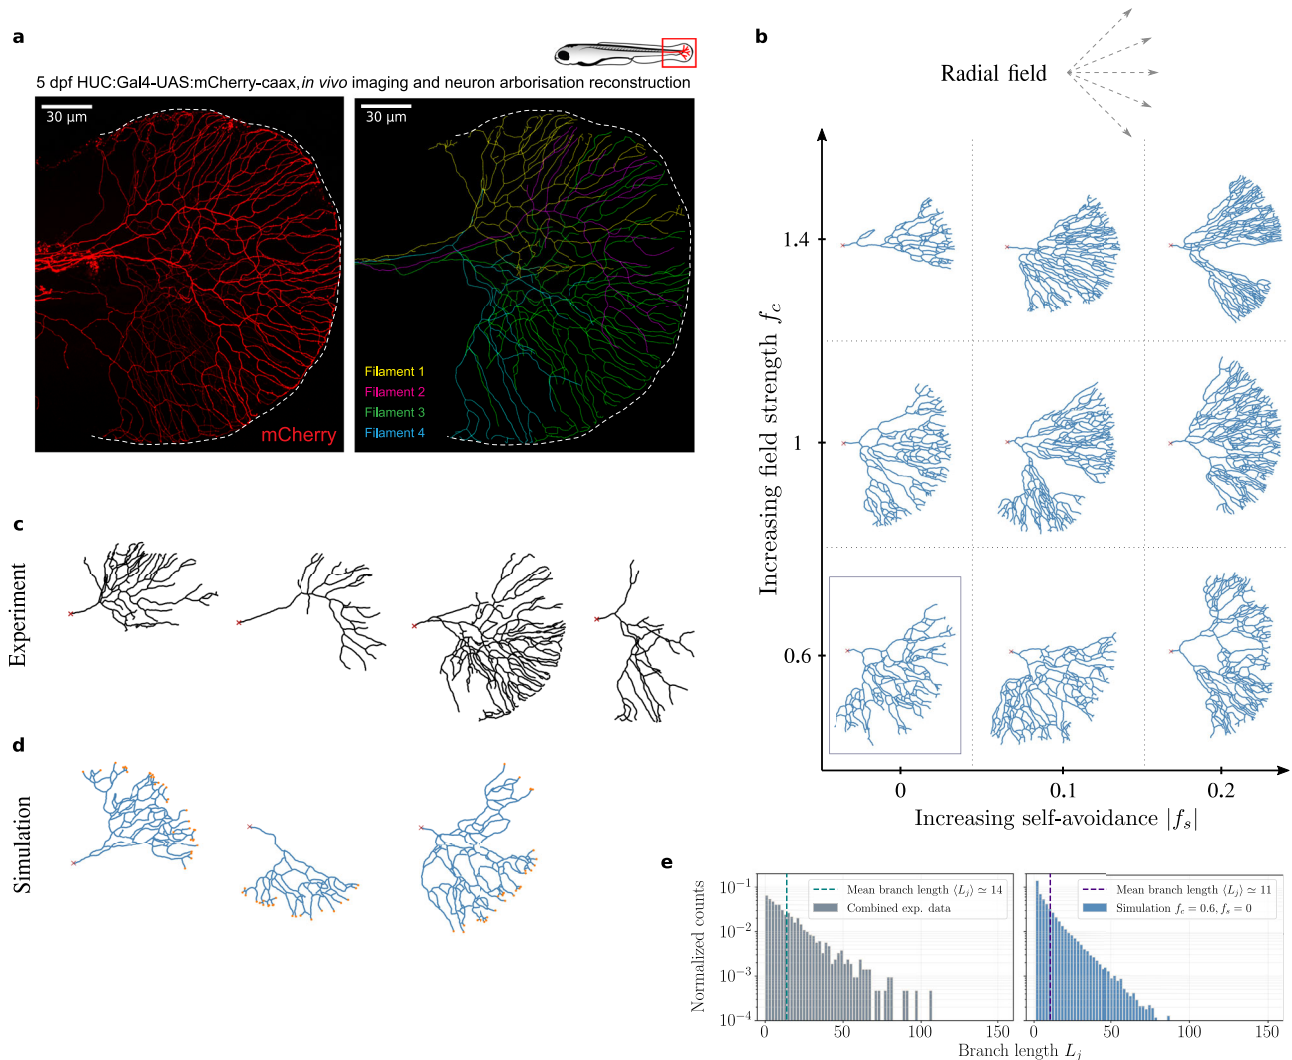 a
5 dpf HUC:Gal4-UAS:mCherry-caax, in vivo imaging and neuron arborisation reconstruction
30 μm
mCherry
30 μm
Filament 1
Filament 2
Filament 3
Filament 4
b
Radial field
Increasing field strength f_c
1.4
1
0.6
0
0.1
0.2
Increasing self-avoidance |f_s|
c
Experiment
d
Simulation
e
Normalized counts
10⁻¹
10⁻²
10⁻³
10⁻⁴
Mean branch length ⟨L_j⟩ ≃ 14
Combined exp. data
0
50
100
150
Mean branch length ⟨L_j⟩ ≃ 11
Simulation f_c = 0.6, f_s = 0
0
50
100
150
Branch length L_j